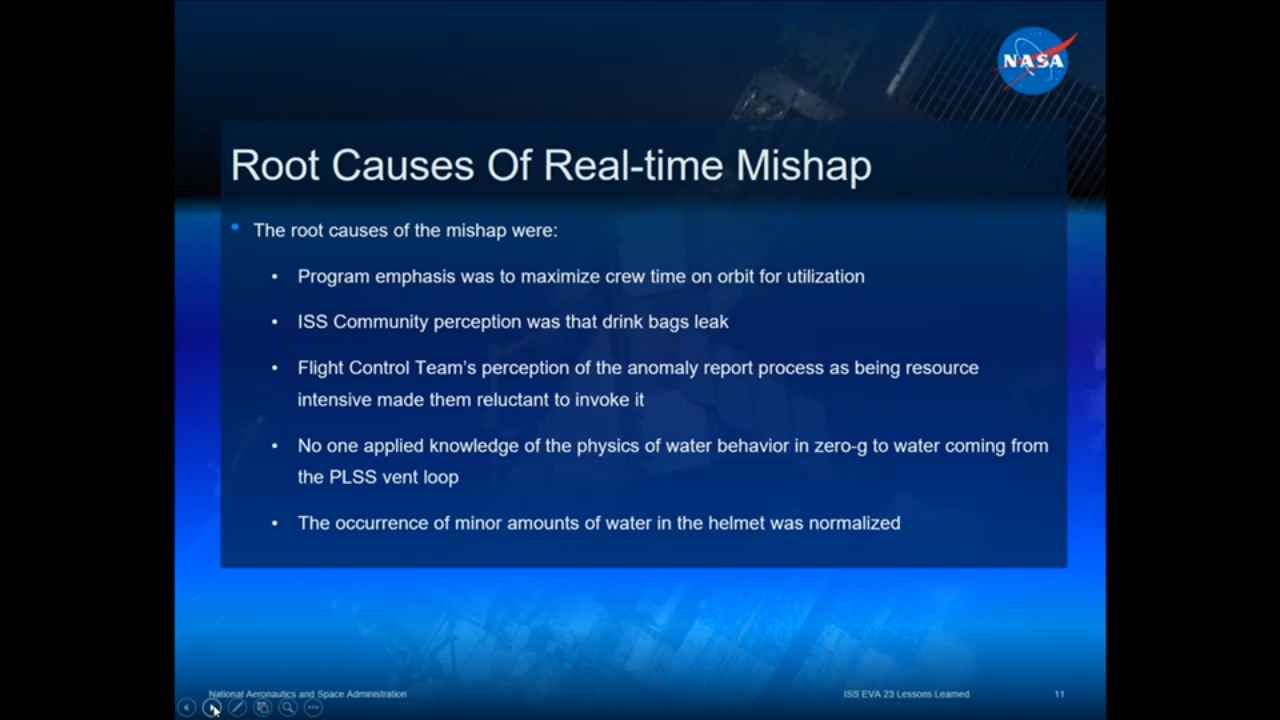 NASA
Root Causes Of Real-time Mishap
• The root causes of the mishap were:
• Program emphasis was to maximize crew time on orbit for utilization
• ISS Community perception was that drink bags leak
• Flight Control Team's perception of the anomaly report process as being resource
intensive made them reluctant to invoke it
• No one applied knowledge of the physics of water behavior in zero-g to water coming from
the PLSS vent loop
• The occurrence of minor amounts of water in the helmet was normalized
National Aeronautics and Space Administration
ISS EVA 23 Lessons Learned
11